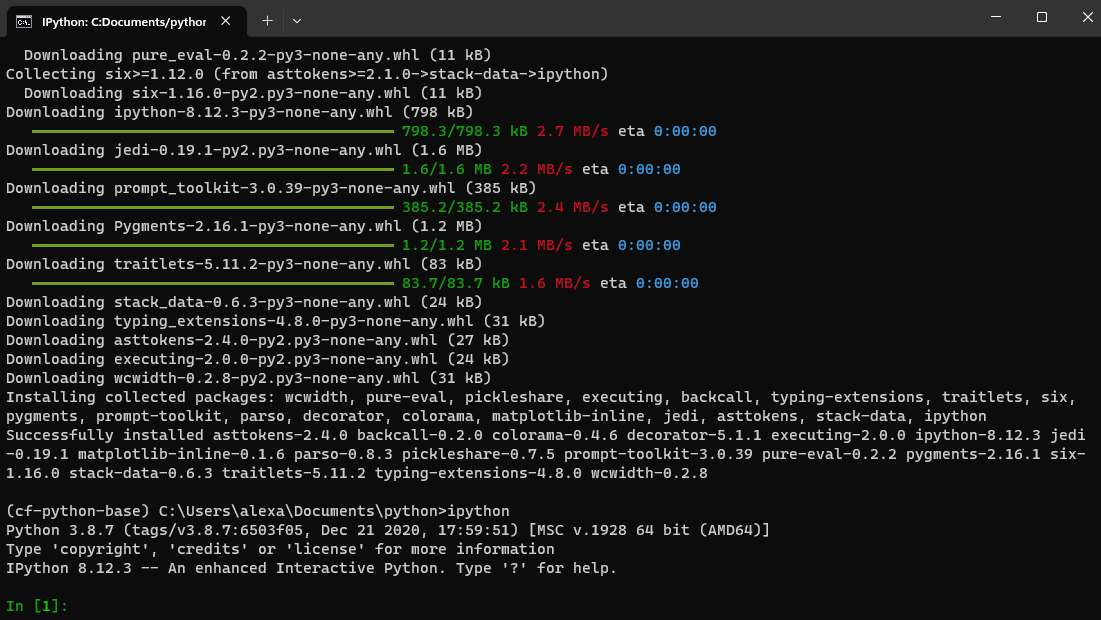 IPython: C:Documents/python
Downloading pure_eval-0.2.2-py3-none-any.whl (11 kB)
Collecting six>=1.12.0 (from asttokens>=2.1.0->stack-data->ipython)
Downloading six-1.16.0-py2.py3-none-any.whl (11 kB)
Downloading ipython-8.12.3-py3-none-any.whl (798 kB)
798.3/798.3 kB 2.7 MB/s eta 0:00:00
Downloading jedi-0.19.1-py2.py3-none-any.whl (1.6 MB)
1.6/1.6 MB 2.2 MB/s eta 0:00:00
Downloading prompt_toolkit-3.0.39-py3-none-any.whl (385 kB)
385.2/385.2 kB 2.4 MB/s eta 0:00:00
Downloading Pygments-2.16.1-py3-none-any.whl (1.2 MB)
1.2/1.2 MB 2.1 MB/s eta 0:00:00
Downloading traitlets-5.11.2-py3-none-any.whl (83 kB)
83.7/83.7 kB 1.6 MB/s eta 0:00:00
Downloading stack_data-0.6.3-py3-none-any.whl (24 kB)
Downloading typing_extensions-4.8.0-py3-none-any.whl (31 kB)
Downloading asttokens-2.4.0-py2.py3-none-any.whl (27 kB)
Downloading executing-2.0.0-py2.py3-none-any.whl (24 kB)
Downloading wcwidth-0.2.8-py2.py3-none-any.whl (31 kB)
Installing collected packages: wcwidth, pure-eval, pickleshare, executing, backcall, typing-extensions, traitlets, six,
pygments, prompt-toolkit, parso, decorator, colorama, matplotlib-inline, jedi, asttokens, stack-data, ipython
Successfully installed asttokens-2.4.0 backcall-0.2.0 colorama-0.4.6 decorator-5.1.1 executing-2.0.0 ipython-8.12.3 jedi
-0.19.1 matplotlib-inline-0.1.6 parso-0.8.3 pickleshare-0.7.5 prompt-toolkit-3.0.39 pure-eval-0.2.2 pygments-2.16.1 six-
1.16.0 stack-data-0.6.3 traitlets-5.11.2 typing-extensions-4.8.0 wcwidth-0.2.8
(cf-python-base) C:\Users\alexa\Documents\python>ipython
Python 3.8.7 (tags/v3.8.7:6503f05, Dec 21 2020, 17:59:51) [MSC v.1928 64 bit (AMD64)]
Type 'copyright', 'credits' or 'license' for more information
IPython 8.12.3 -- An enhanced Interactive Python. Type '?' for help.
In [1]: